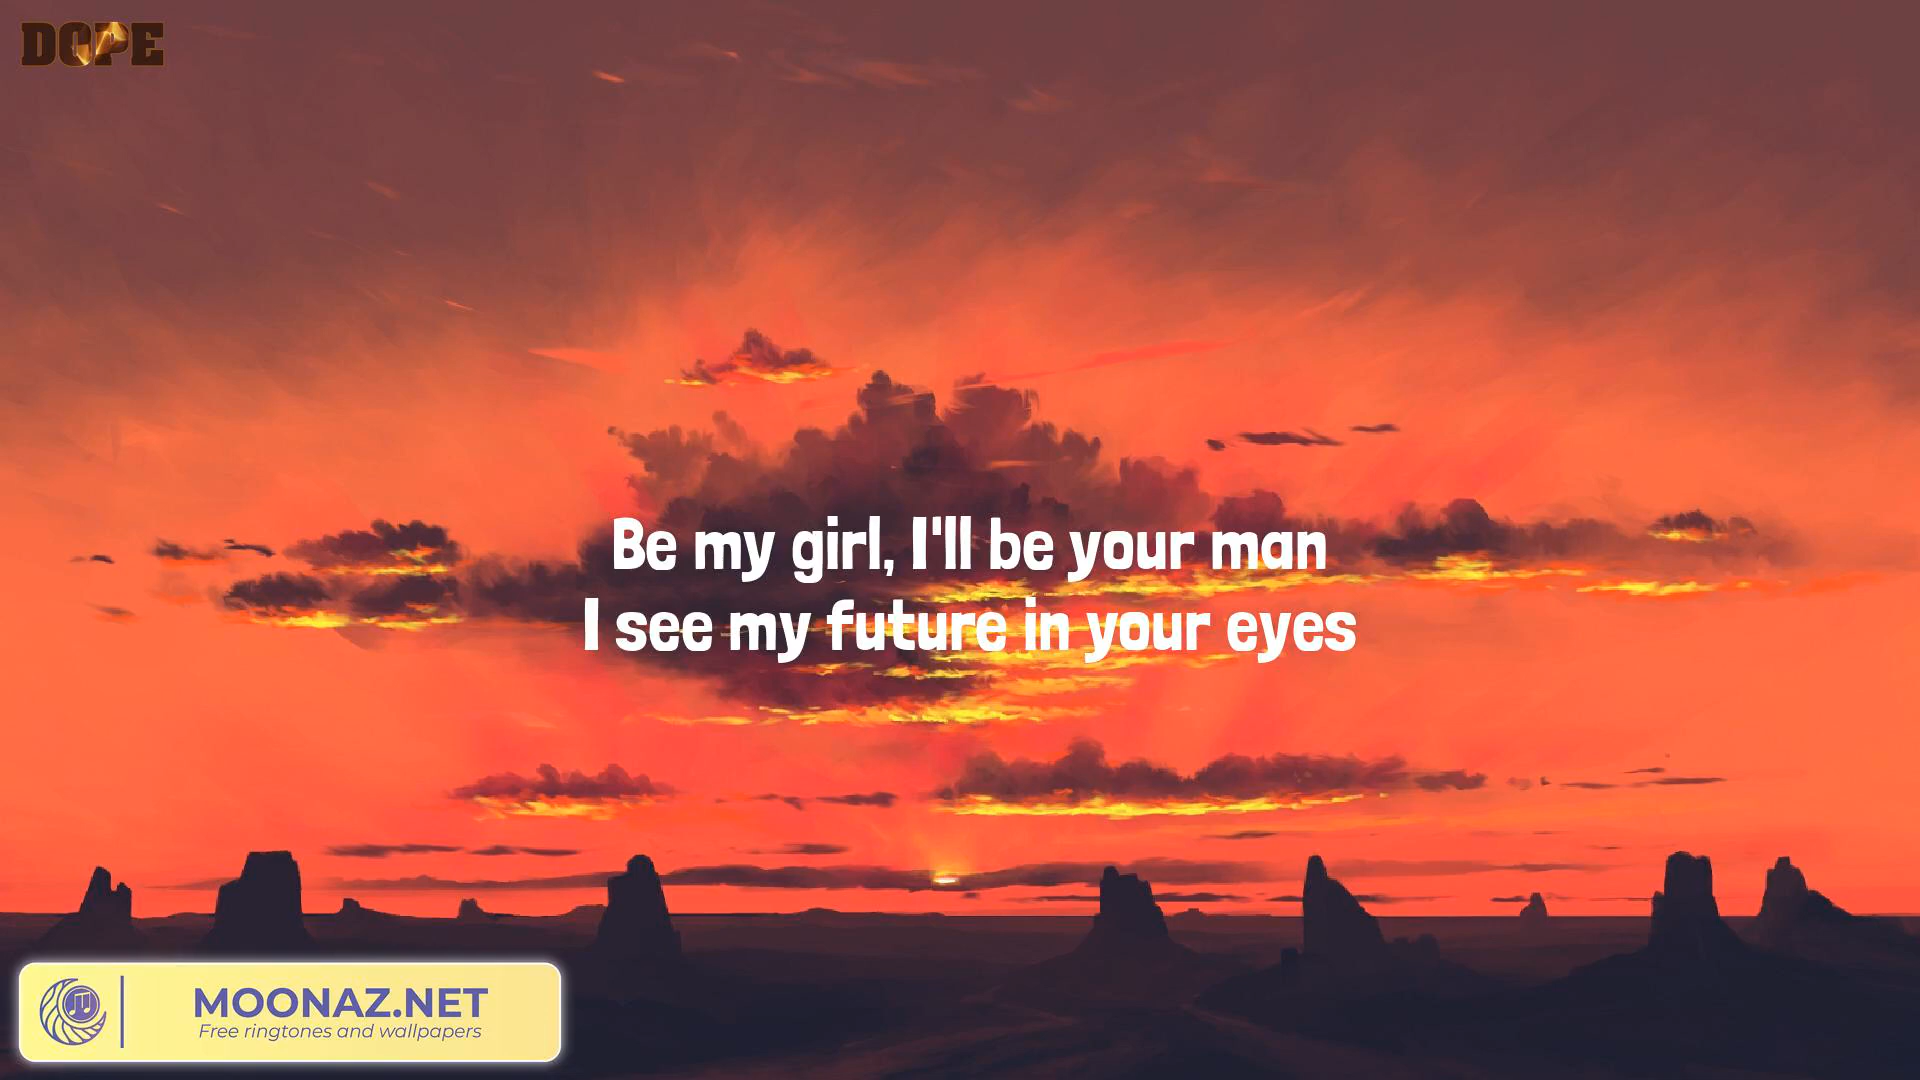 DOPE
Be my girl, I'll be your man
I see my future in your eyes
MOONAZ.NET
Free ringtones and wallpapers